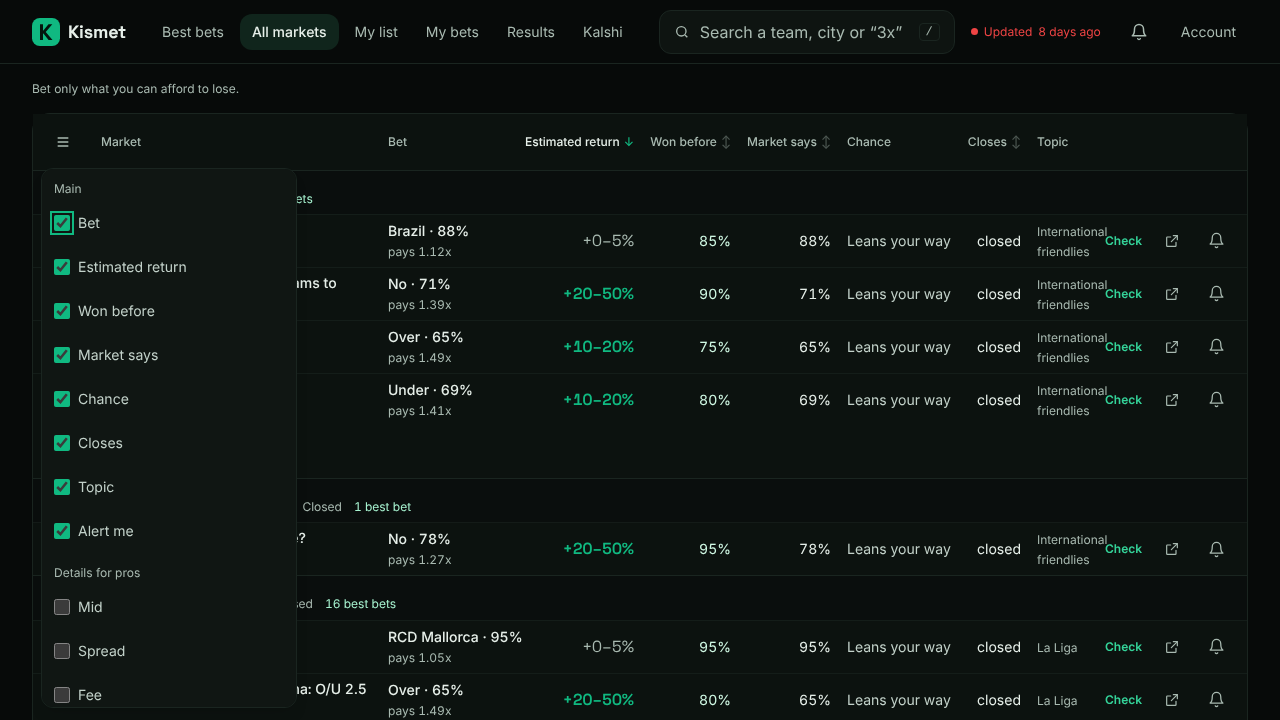 Kismet
Best bets
All markets
My list
My bets
Results
Kalshi
Search a team, city or “3x”
/
Updated 8 days ago
Account
Bet only what you can afford to lose.
Market
Bet
Estimated return ↓
Won before
Market says
Chance
Closes
Topic
Main
Bet
Estimated return
Won before
Market says
Chance
Closes
Topic
Alert me
Details for pros
Mid
Spread
Fee
Brazil · 88%
pays 1.12x
+0–5%
85%
88%
Leans your way
closed
International
friendlies
Check
No · 71%
pays 1.39x
+20–50%
90%
71%
Leans your way
closed
International
friendlies
Check
Over · 65%
pays 1.49x
+10–20%
75%
65%
Leans your way
closed
International
friendlies
Check
Under · 69%
pays 1.41x
+10–20%
80%
69%
Leans your way
closed
International
friendlies
Check
Closed
1 best bet
No · 78%
pays 1.27x
+20–50%
95%
78%
Leans your way
closed
International
friendlies
Check
16 best bets
RCD Mallorca · 95%
pays 1.05x
+0–5%
95%
95%
Leans your way
closed
La Liga
Check
O/U 2.5
Over · 65%
pays 1.49x
+20–50%
80%
65%
Leans your way
closed
La Liga
Check